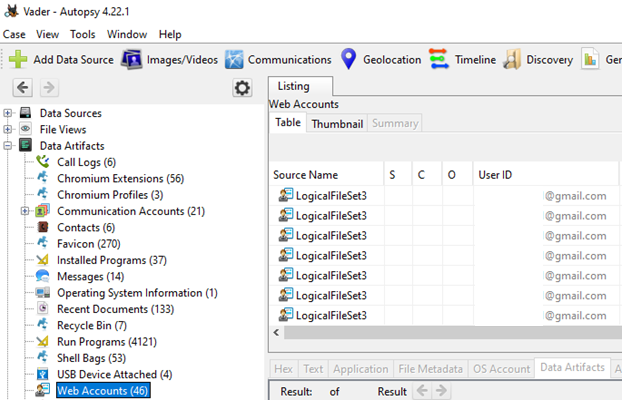 Vader - Autopsy 4.22.1
Case View Tools Window Help
Add Data Source Images/Videos Communications Geolocation Timeline Discovery Ger
Listing
Web Accounts
Table Thumbnail Summary
Source Name S C O User ID
LogicalFileSet3 @gmail.com
LogicalFileSet3 @gmail.com
LogicalFileSet3 @gmail.com
LogicalFileSet3 @gmail.com
LogicalFileSet3 @gmail.com
LogicalFileSet3 @gmail.com
LogicalFileSet3 @gmail.com
Data Sources
File Views
Data Artifacts
Call Logs (6)
Chromium Extensions (56)
Chromium Profiles (3)
Communication Accounts (21)
Contacts (6)
Favicon (270)
Installed Programs (37)
Messages (14)
Operating System Information (1)
Recent Documents (133)
Recycle Bin (7)
Run Programs (4121)
Shell Bags (53)
USB Device Attached (4)
Web Accounts (46)
Hex Text Application File Metadata OS Account Data Artifacts A
Result: of Result